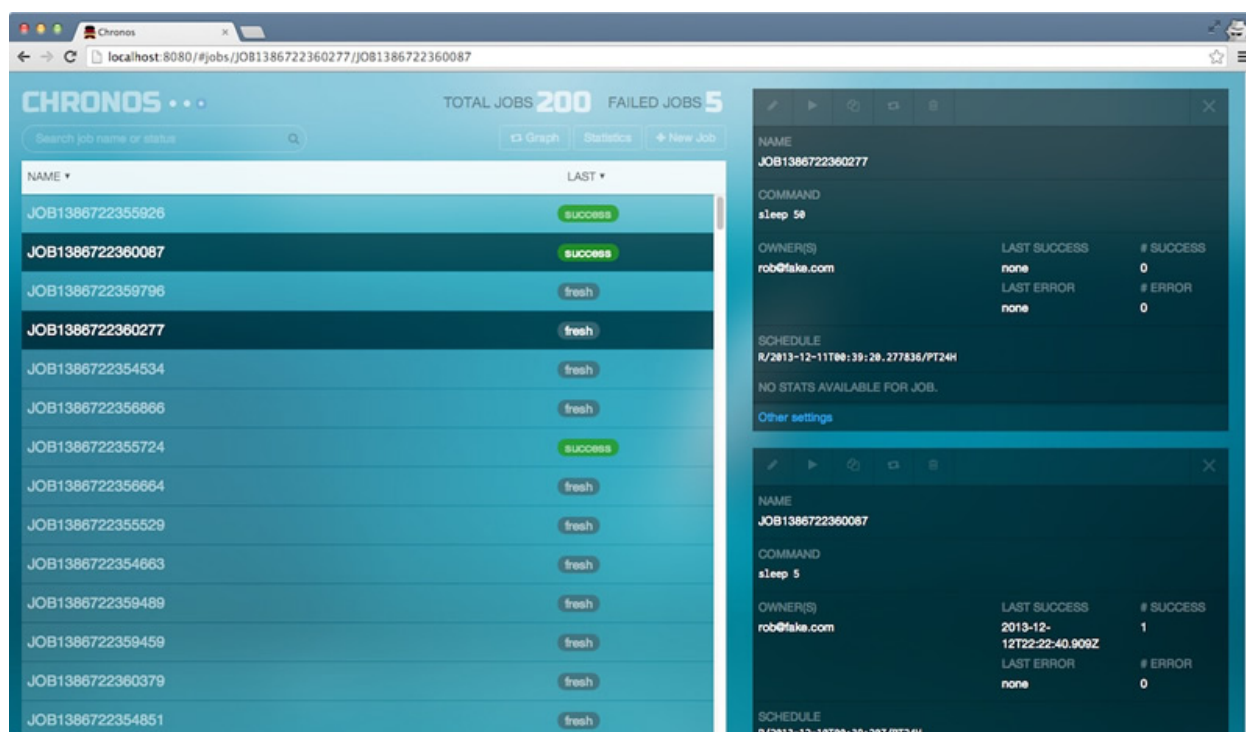 Chronos
localhost:8080/#jobs/JOB1386722360277/JOB1386722360087
CHRONOS
TOTAL JOBS 200 FAILED JOBS 5
Search job name or status
Graph Statistics + New Job
NAME ▾ LAST ▾
JOB1386722355926 success
JOB1386722360087 success
JOB1386722359796 fresh
JOB1386722360277 fresh
JOB1386722354534 fresh
JOB1386722356866 fresh
JOB1386722355724 success
JOB1386722356664 fresh
JOB1386722355529 fresh
JOB1386722354663 fresh
JOB1386722359489 fresh
JOB1386722359459 fresh
JOB1386722360379 fresh
JOB1386722354851 fresh
NAME
JOB1386722360277
COMMAND
sleep 50
OWNER(S) LAST SUCCESS # SUCCESS
rob@fake.com none 0
LAST ERROR # ERROR
none 0
SCHEDULE
R/2013-12-11T00:39:20.277836/PT24H
NO STATS AVAILABLE FOR JOB.
Other settings
NAME
JOB1386722360087
COMMAND
sleep 5
OWNER(S) LAST SUCCESS # SUCCESS
rob@fake.com 2013-12- 1
12T22:22:40.909Z
LAST ERROR # ERROR
none 0
SCHEDULE